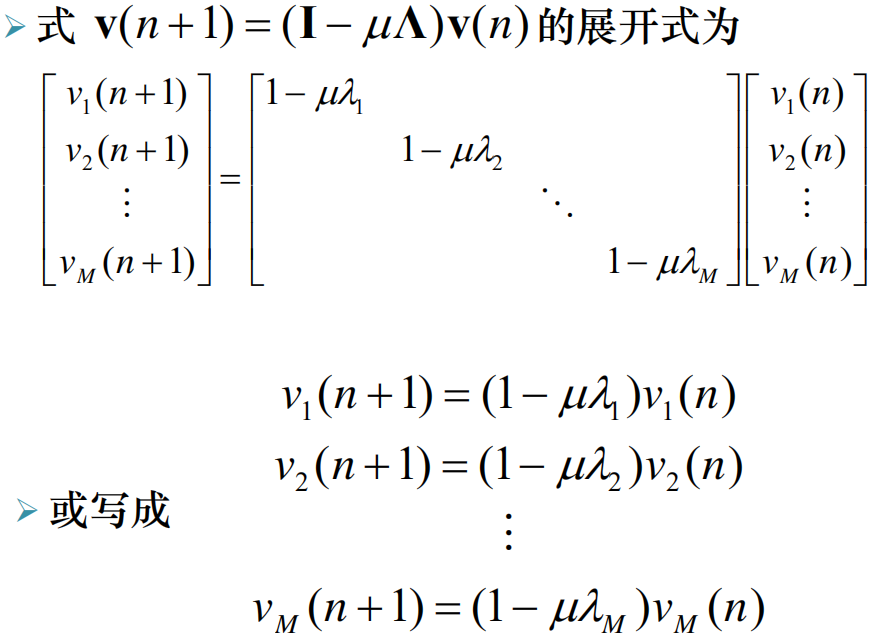 ➢ 式 v(n+1) = (I − μΛ)v(n) 的展开式为
[v₁(n+1)] [1 − μλ₁ ] [v₁(n)]
[v₂(n+1)] = [ 1 − μλ₂ ] [v₂(n)]
[⋮] [ ⋱ ] [⋮]
[v_M(n+1)] [ 1 − μλ_M] [v_M(n)]
v₁(n+1) = (1 − μλ₁)v₁(n)
v₂(n+1) = (1 − μλ₂)v₂(n)
➢ 或写成
⋮
v_M(n+1) = (1 − μλ_M)v_M(n)